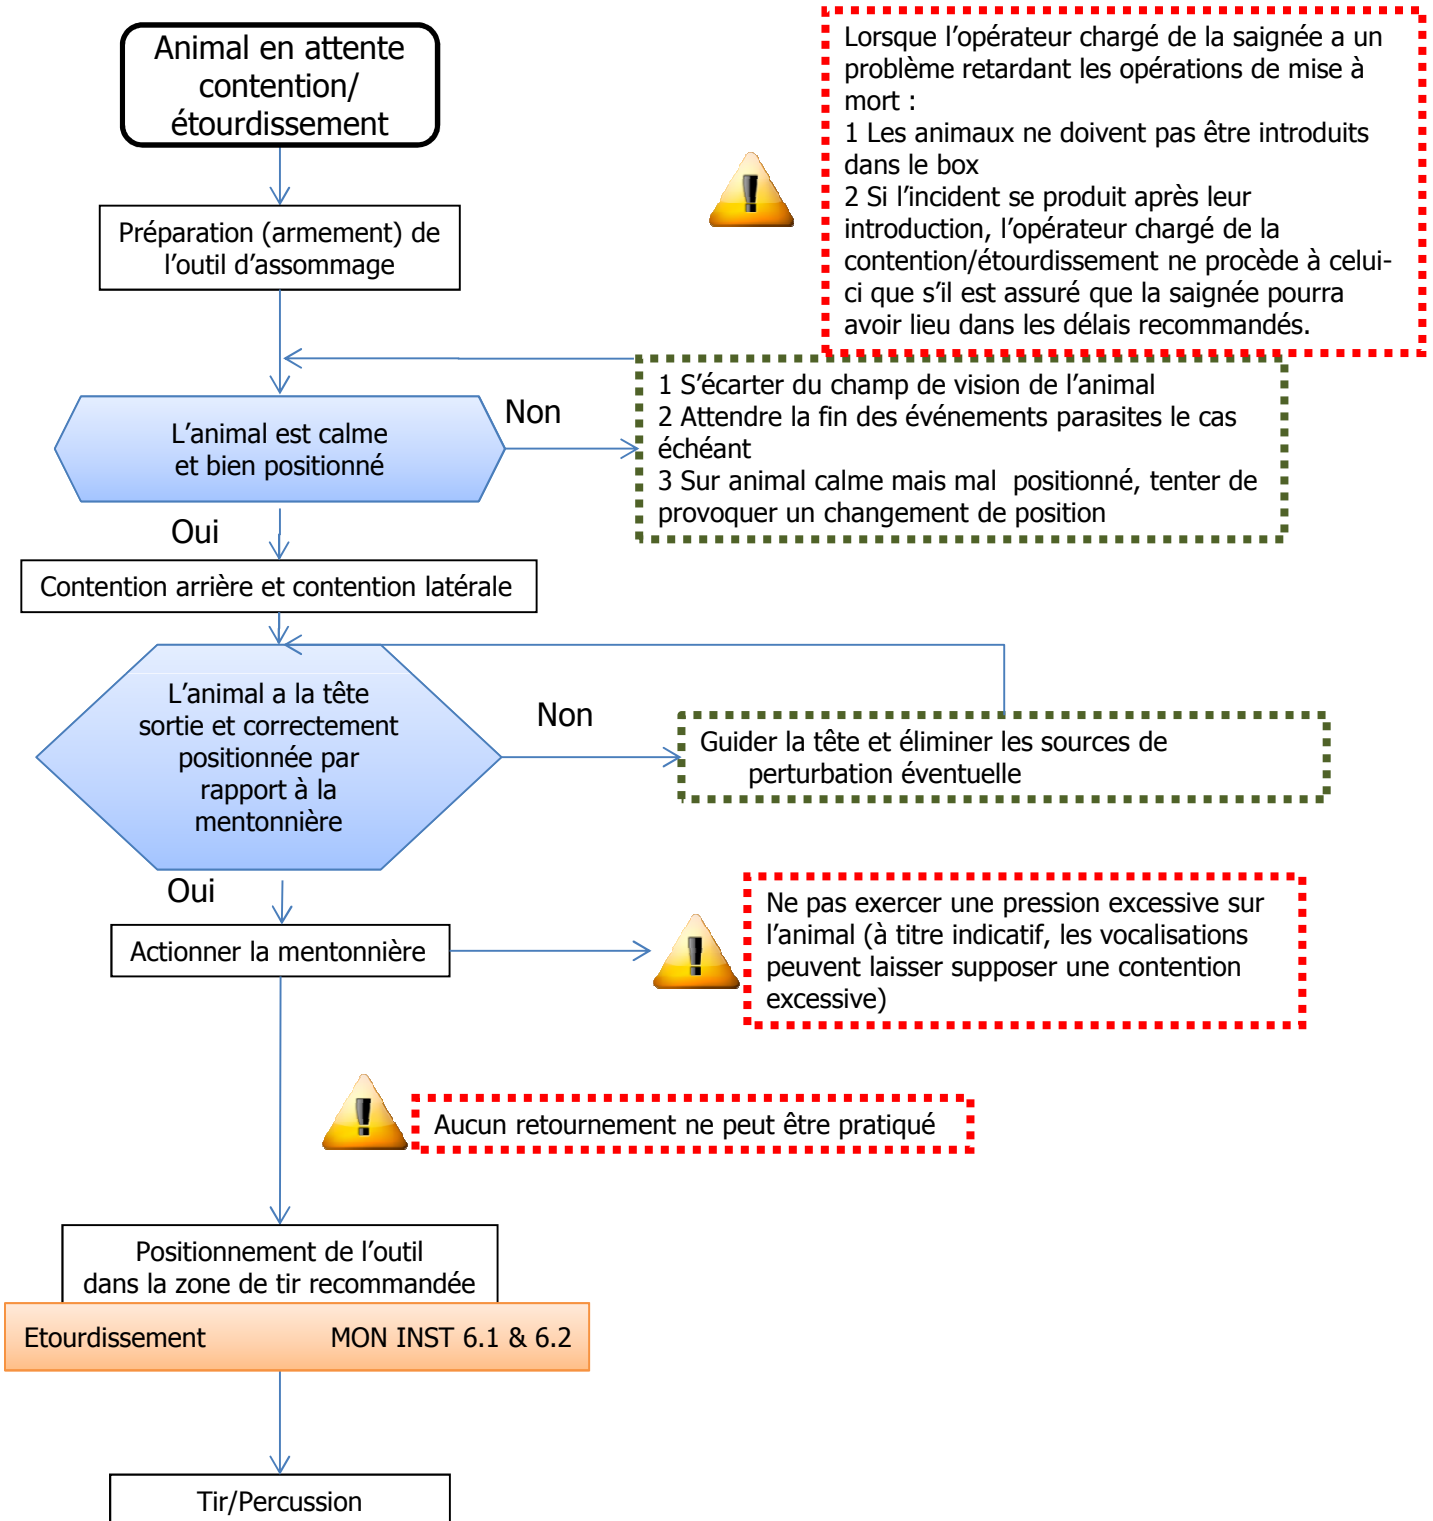 Animal en attente
contention/
étourdissement
Lorsque l’opérateur chargé de la saignée a un
problème retardant les opérations de mise à
mort :
1 Les animaux ne doivent pas être introduits
dans le box
2 Si l’incident se produit après leur
introduction, l’opérateur chargé de la
contention/étourdissement ne procède à celui-
ci que s’il est assuré que la saignée pourra
avoir lieu dans les délais recommandés.
Préparation (armement) de
l’outil d’assommage
L’animal est calme
et bien positionné
Non
1 S’écarter du champ de vision de l’animal
2 Attendre la fin des événements parasites le cas
échéant
3 Sur animal calme mais mal  positionné, tenter de
provoquer un changement de position
Oui
Contention arrière et contention latérale
L’animal a la tête
sortie et correctement
positionnée par
rapport à la
mentonnière
Non
Guider la tête et éliminer les sources de
perturbation éventuelle
Oui
Actionner la mentonnière
Ne pas exercer une pression excessive sur
l’animal (à titre indicatif, les vocalisations
peuvent laisser supposer une contention
excessive)
Aucun retournement ne peut être pratiqué
Positionnement de l’outil
dans la zone de tir recommandée
Etourdissement MON INST 6.1 & 6.2
Tir/Percussion